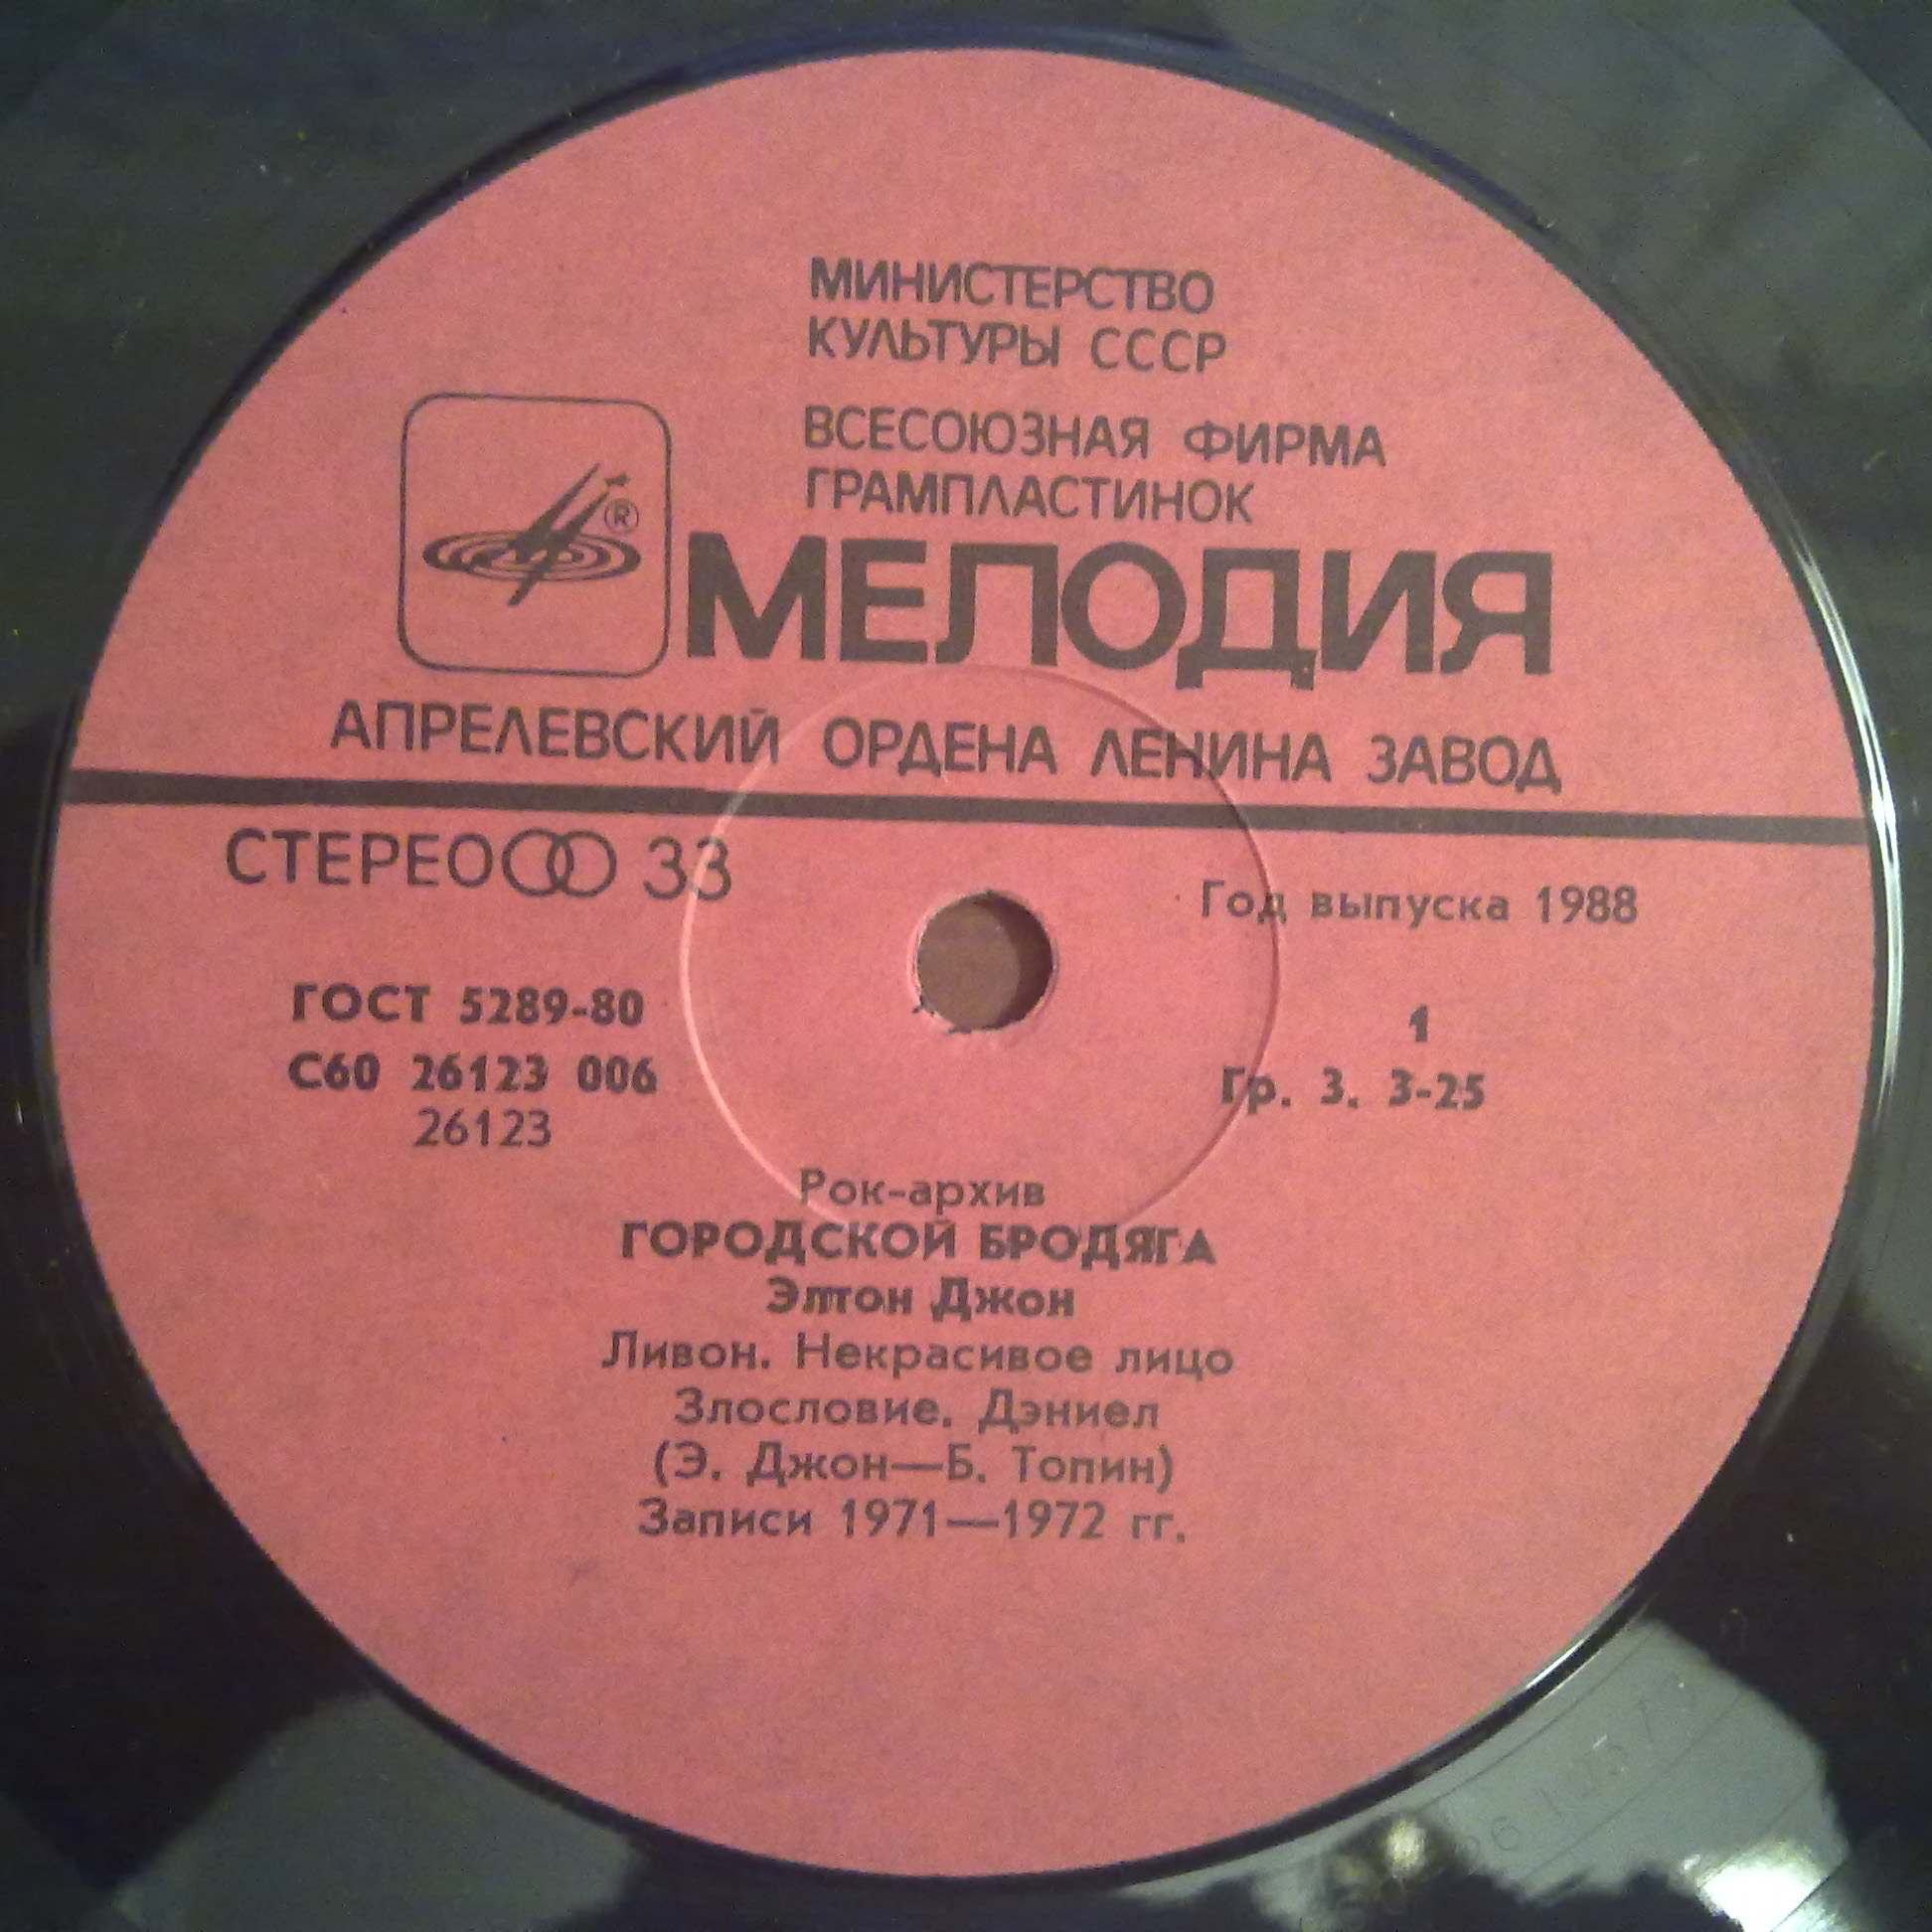 МИНИСТЕРСТВО
КУЛЬТУРЫ СССР
ВСЕСОЮЗНАЯ ФИРМА
ГРАМПЛАСТИНОК
®
МЕЛОДИЯ
АПРЕЛЕВСКИЙ ОРДЕНА ЛЕНИНА ЗАВОД
СТЕРЕО 33
Год выпуска 1988
ГОСТ 5289-80
1
С60 26123 006
Гр. 3. 3-25
26123
Рок-архив
ГОРОДСКОЙ БРОДЯГА
Элтон Джон
Ливон. Некрасивое лицо
Злословие. Дэниел
(Э. Джон—Б. Топин)
Записи 1971—1972 гг.